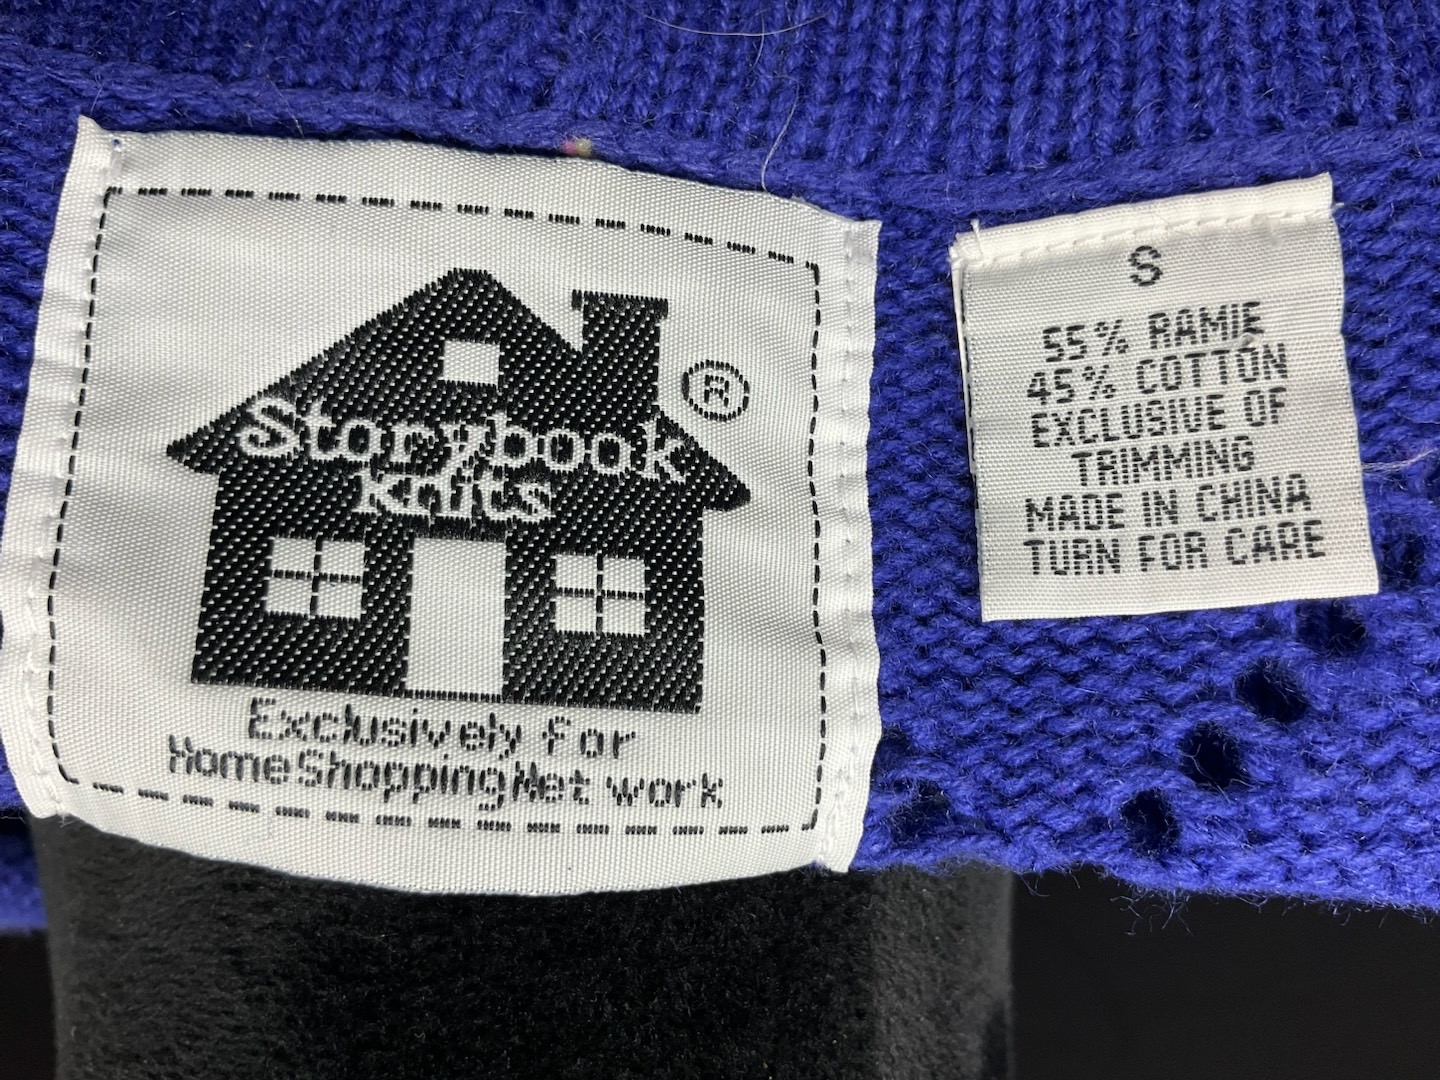 Storybook
knits
®
Exclusively for
HomeShoppingNetwork
S
55% RAMIE
45% COTTON
EXCLUSIVE OF
TRIMMING
MADE IN CHINA
TURN FOR CARE